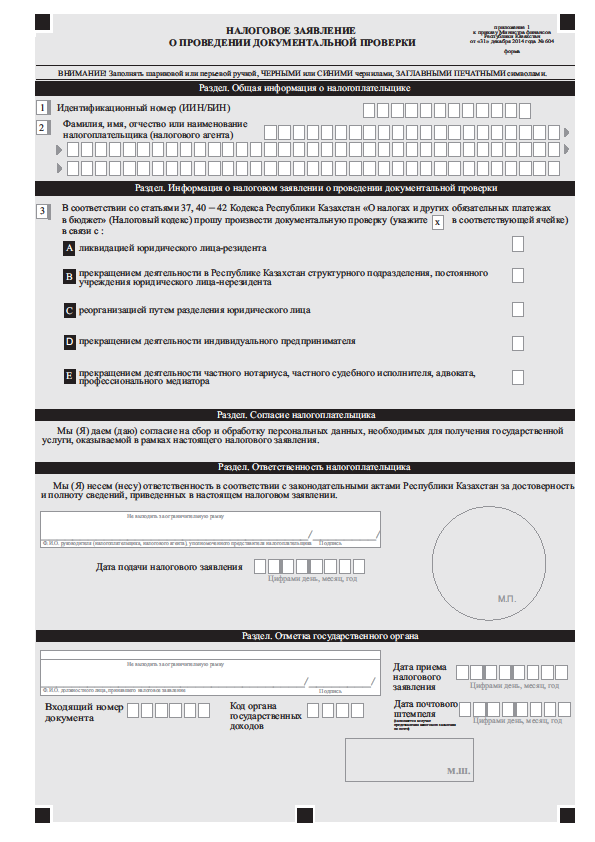 НАЛОГОВОЕ ЗАЯВЛЕНИЕ
О ПРОВЕДЕНИИ ДОКУМЕНТАЛЬНОЙ ПРОВЕРКИ
приложение 1
к приказу Министра финансов
Республики Казахстан
от «31» декабря 2014 года № 604
форма
ВНИМАНИЕ! Заполнять шариковой или перьевой ручкой, ЧЕРНЫМИ или СИНИМИ чернилами, ЗАГЛАВНЫМИ ПЕЧАТНЫМИ символами.
Раздел. Общая информация о налогоплательщике
1 Идентификационный номер (ИИН/БИН)
2 Фамилия, имя, отчество или наименование
налогоплательщика (налогового агента)
Раздел. Информация о налоговом заявлении о проведении документальной проверки
3 В соответствии со статьями 37, 40 – 42 Кодекса Республики Казахстан «О налогах и других обязательных платежах
в бюджет» (Налоговый кодекс) прошу произвести документальную проверку (укажите x в соответствующей ячейке)
в связи с :
A ликвидацией юридического лица-резидента
B прекращением деятельности в Республике Казахстан структурного подразделения, постоянного
учреждения юридического лица-нерезидента
C реорганизацией путем разделения юридического лица
D прекращением деятельности индивидуального предпринимателя
E прекращением деятельности частного нотариуса, частного судебного исполнителя, адвоката,
профессионального медиатора
Раздел. Согласие налогоплательщика
Мы (Я) даем (даю) согласие на сбор и обработку персональных данных, необходимых для получения государственной
услуги, оказываемой в рамках настоящего налогового заявления.
Раздел. Ответственность налогоплательщика
Мы (Я) несем (несу) ответственность в соответствии с законодательными актами Республики Казахстан за достоверность
и полноту сведений, приведенных в настоящем налоговом заявлении.
Не выходить за ограничительную рамку
Ф.И.О. руководителя (налогоплательщика, налогового агента), уполномоченного представителя налогоплательщика Подпись
Дата подачи налогового заявления
Цифрами день, месяц, год
М.П.
Раздел. Отметка государственного органа
Не выходить за ограничительную рамку
Ф.И.О. должностного лица, принявшего налоговое заявление Подпись
Дата приема
налогового
заявления
Цифрами день, месяц, год
Входящий номер
документа
Код органа
государственных
доходов
Дата почтового
штемпеля
Цифрами день, месяц, год
М.Ш.